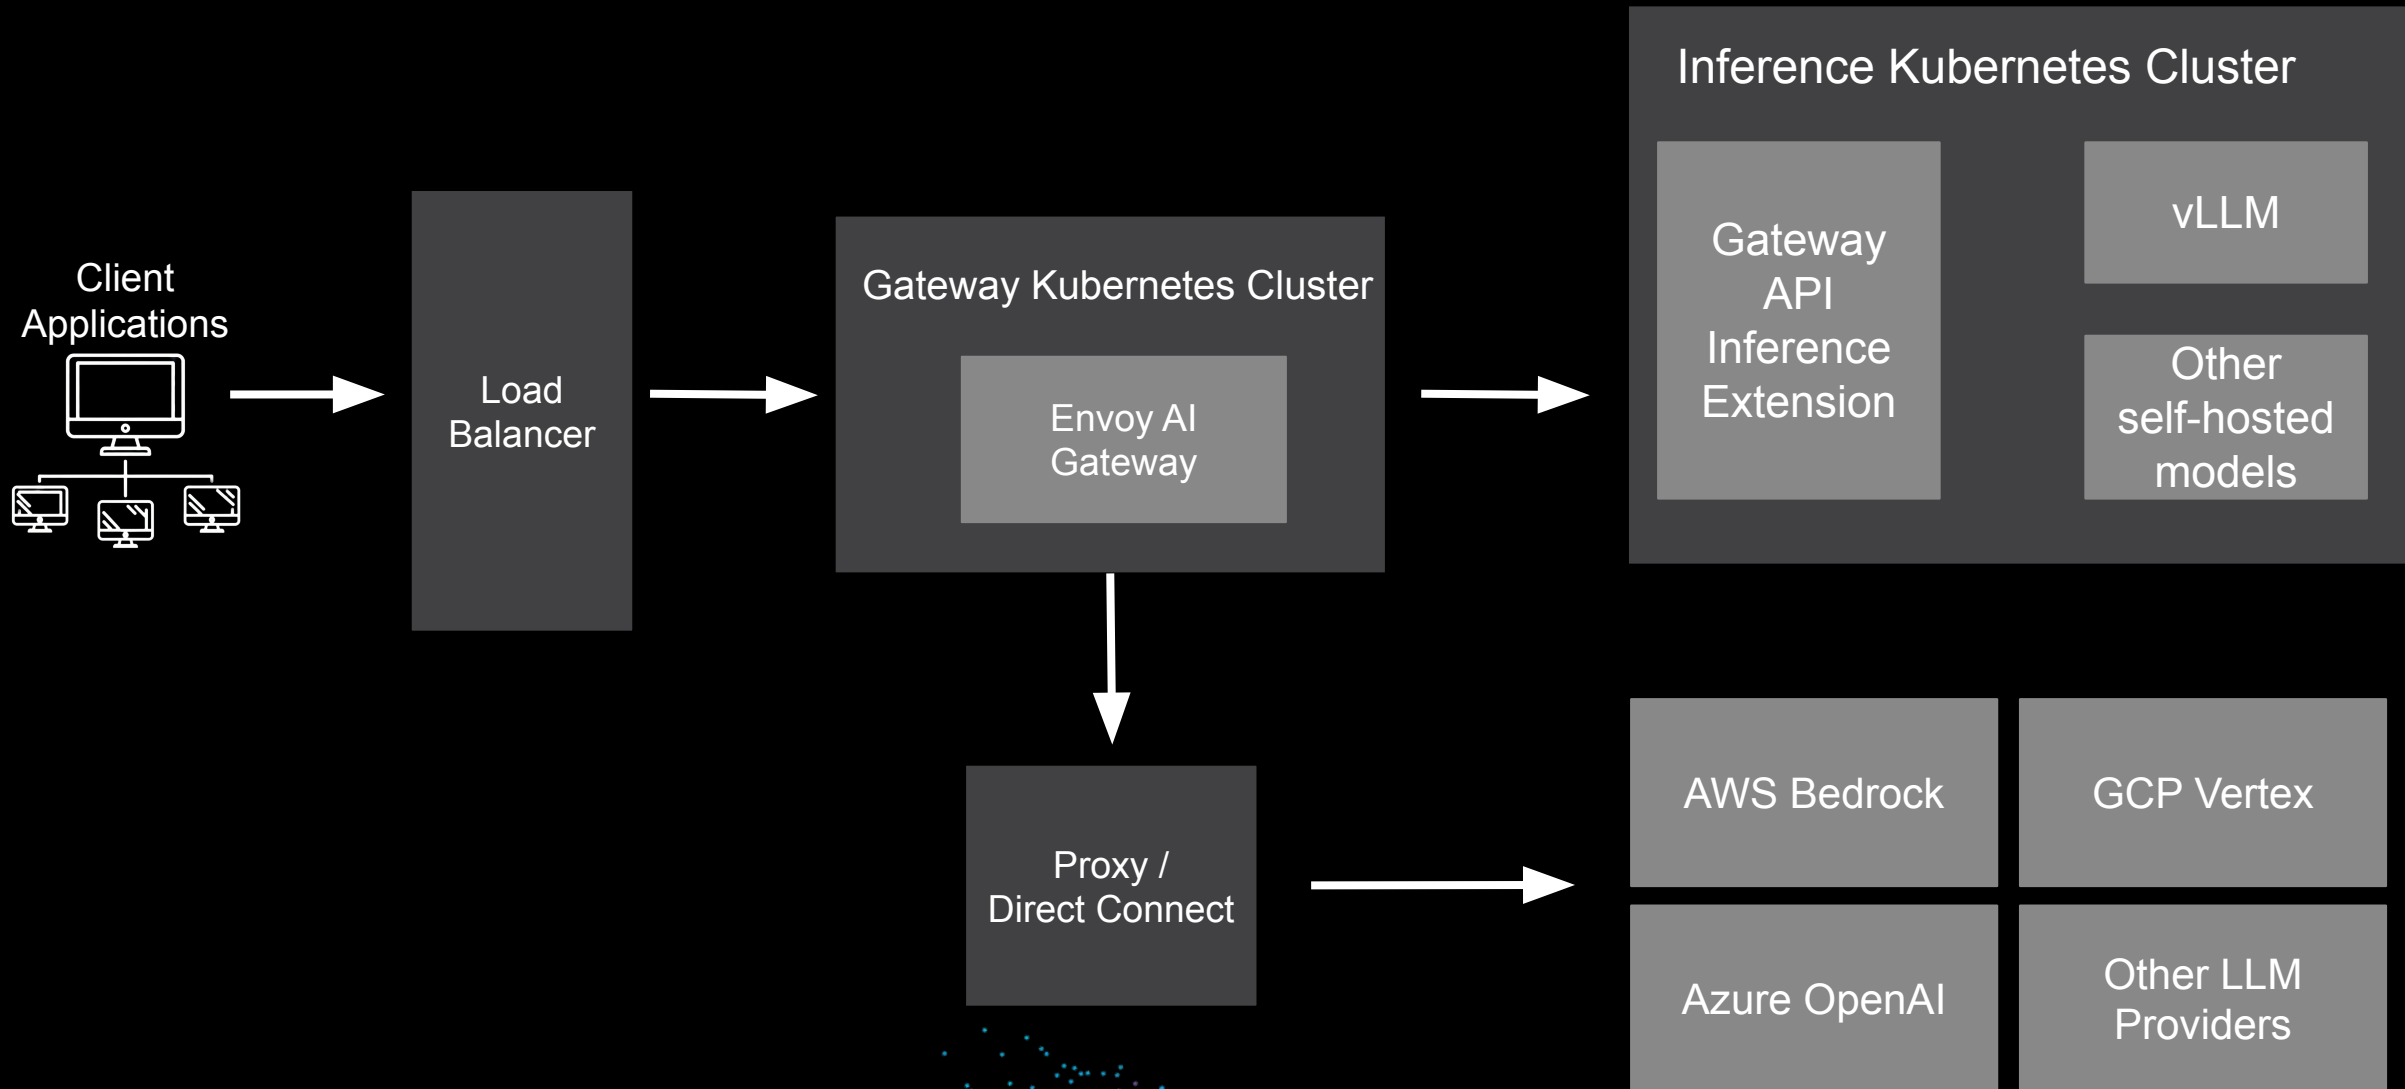 Client
Applications
Load
Balancer
Gateway Kubernetes Cluster
Envoy AI
Gateway
Inference Kubernetes Cluster
Gateway
API
Inference
Extension
vLLM
Other
self-hosted
models
Proxy /
Direct Connect
AWS Bedrock
GCP Vertex
Azure OpenAI
Other LLM
Providers